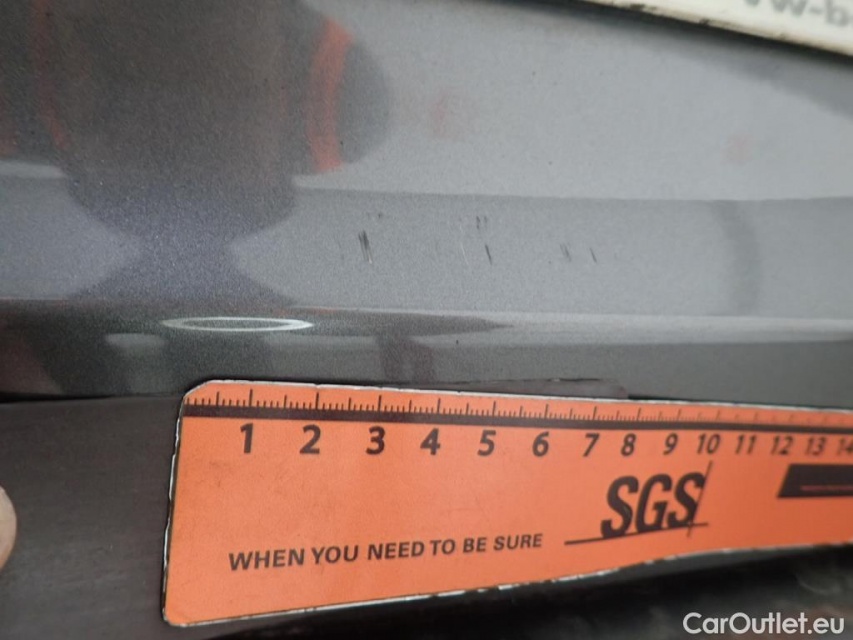 1 2 3 4 5 6 7 8 9 10 11 12 13 14
SGS
WHEN YOU NEED TO BE SURE
CarOutlet.eu